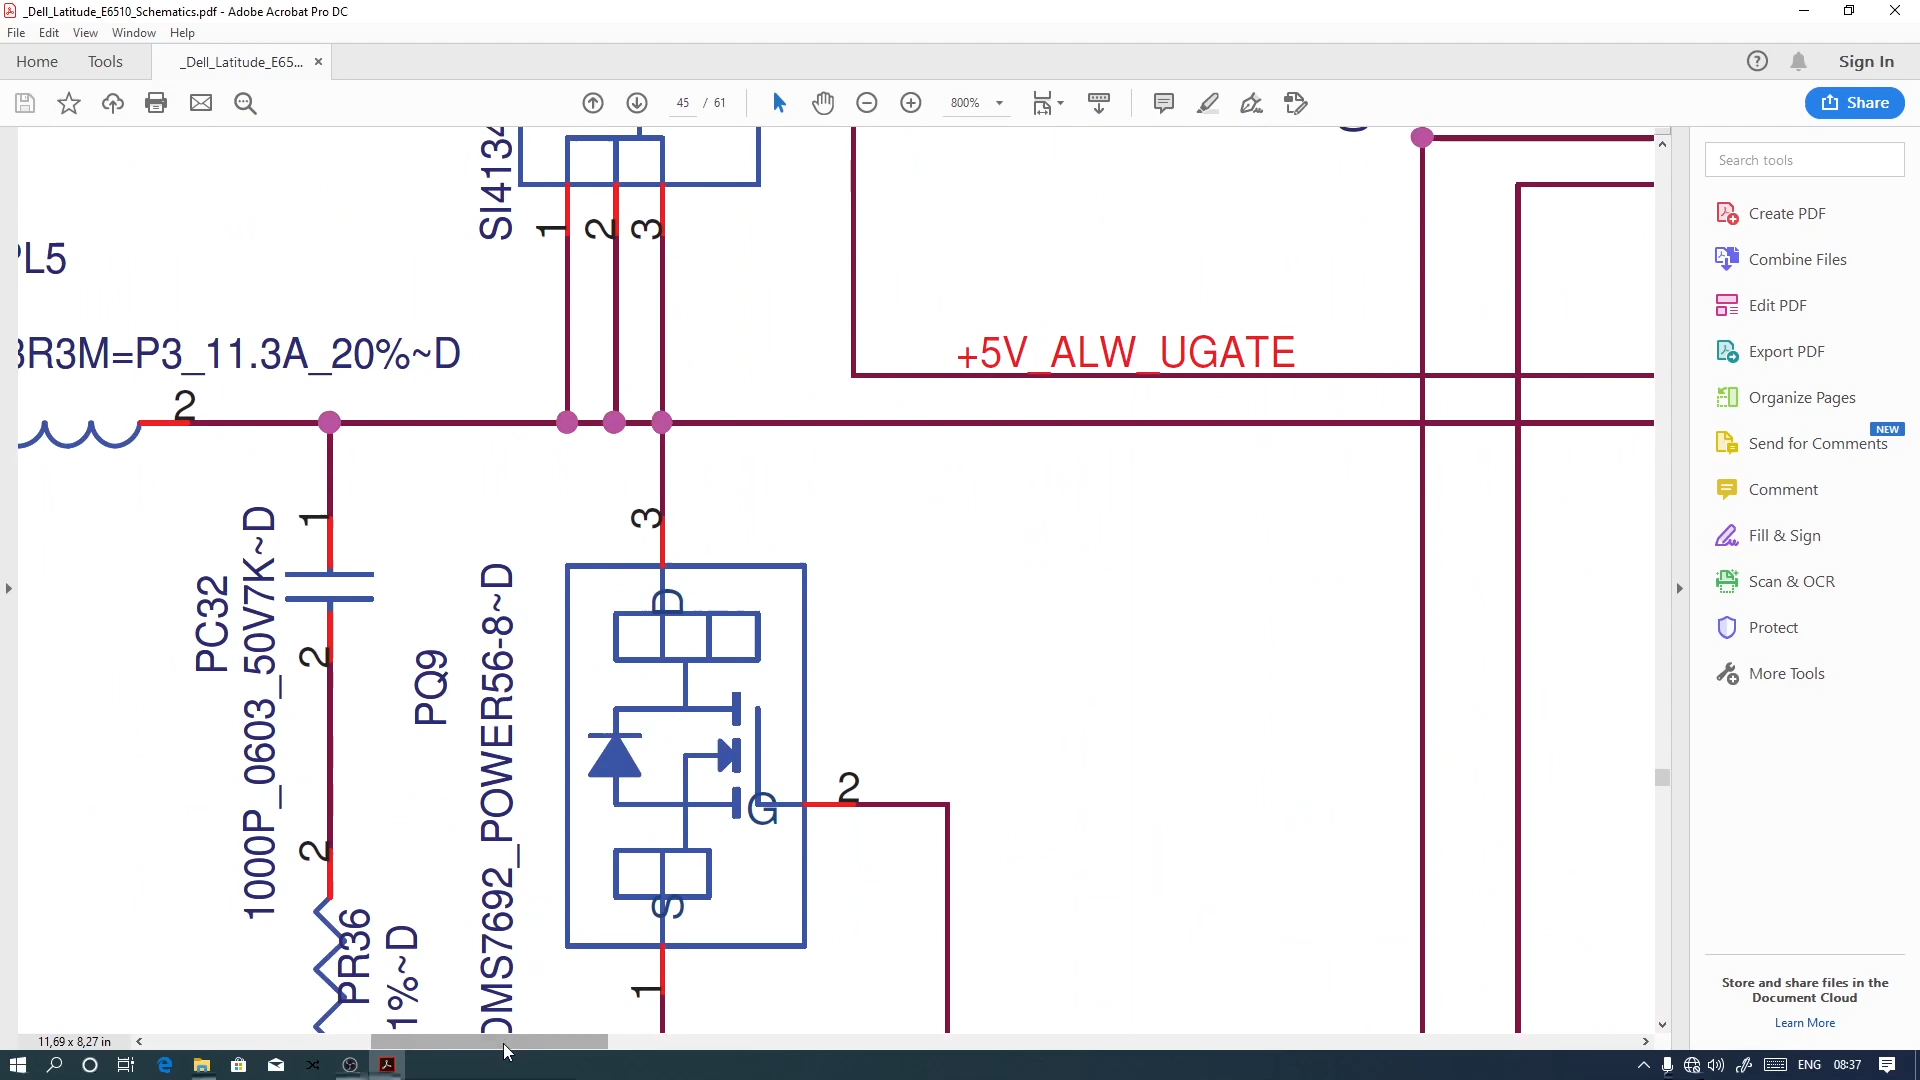 _Dell_Latitude_E6510_Schematics.pdf - Adobe Acrobat Pro DC
File Edit View Window Help
Home Tools _Dell_Latitude_E65... × Sign In
45 / 61 800% Share
SI4134
1 2 3
PL5
3R3M=P3_11.3A_20%~D
2
+5V_ALW_UGATE
3
1
PC32
1000P_0603_50V7K~D
2
2
PR36
1%~D
PQ9
DMS7692_POWER56-8~D
D
G
S
2
1
Search tools
Create PDF
Combine Files
Edit PDF
Export PDF
Organize Pages
NEW
Send for Comments
Comment
Fill & Sign
Scan & OCR
Protect
More Tools
Store and share files in the
Document Cloud
Learn More
11,69 x 8,27 in
ENG 08:37